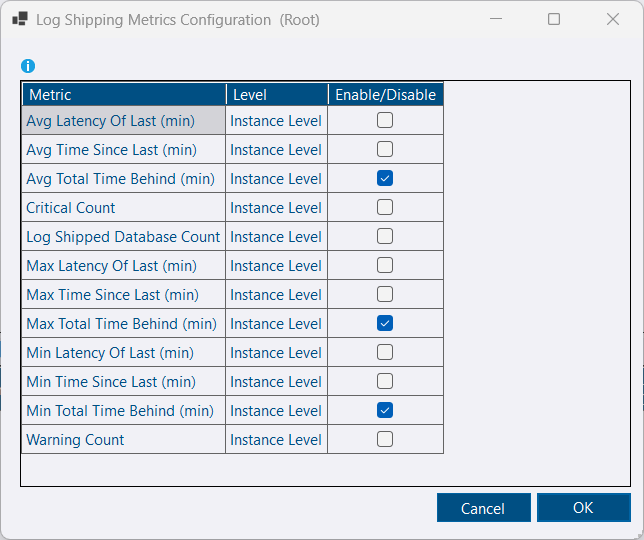 Log Shipping Metrics Configuration (Root)
Metric Level Enable/Disable
Avg Latency Of Last (min) Instance Level
Avg Time Since Last (min) Instance Level
Avg Total Time Behind (min) Instance Level
Critical Count Instance Level
Log Shipped Database Count Instance Level
Max Latency Of Last (min) Instance Level
Max Time Since Last (min) Instance Level
Max Total Time Behind (min) Instance Level
Min Latency Of Last (min) Instance Level
Min Time Since Last (min) Instance Level
Min Total Time Behind (min) Instance Level
Warning Count Instance Level
Cancel OK